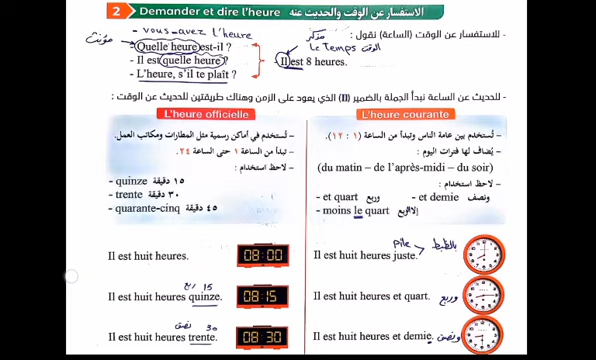 2 Demander et dire l'heure الاستفسار عن الوقت والحديث عنه
- للاستفسار عن الوقت (الساعة) نقول :
- vous avez l'heure
مؤنث
مذكر
- Quelle heure est-il ?
Le Temps الوقت
- Il est quelle heure ?
Il est 8 heures.
- L'heure, s'il te plaît ?
- للحديث عن الساعة نبدأ الجملة بالضمير (Il) الذي يعود على الزمن وهناك طريقتين للحديث عن الوقت :
L'heure officielle
- تستخدم في أماكن رسمية مثل المطارات ومكاتب العمل.
- تبدأ من الساعة ١ حتى الساعة ٢٤.
- لاحظ استخدام :
- quinze ١٥ دقيقة
- trente ٣٠ دقيقة
- quarante-cinq ٤٥ دقيقة
L'heure courante
- تستخدم بين عامة الناس وتبدأ من الساعة (١ : ١٢).
- يضاف لها فترات اليوم :
(du matin – de l'après-midi – du soir)
- لاحظ استخدام :
- et quart وربع - et demie ونصف
- moins le quart إلا الربع
Il est huit heures. 08:00
pile بالظبط
Il est huit heures juste.
15 ربع
Il est huit heures quinze. 08:15
Il est huit heures et quart. وربع
30 نصف
Il est huit heures trente. 08:30
Il est huit heures et demie. ونصف